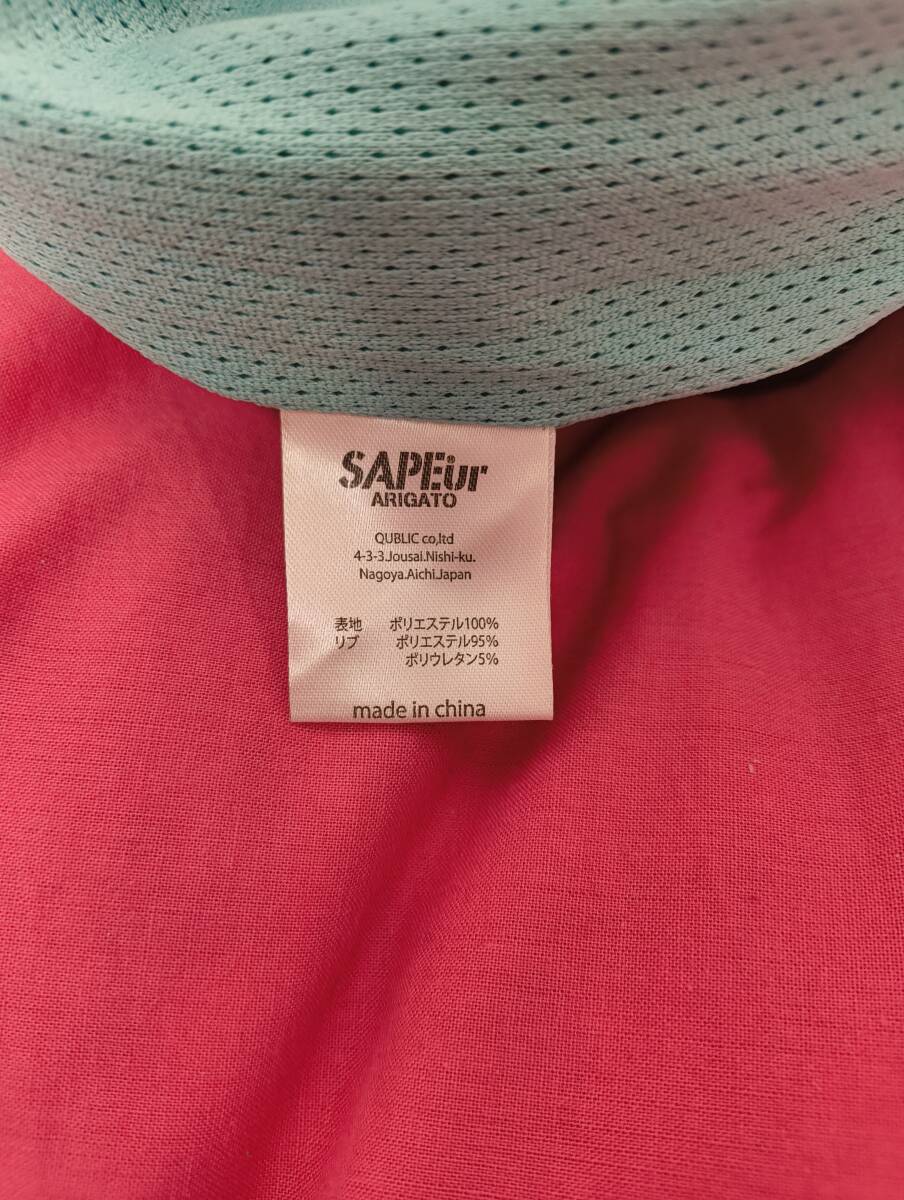 SAPEur
ARIGATO
QUBLIC co,ltd
4-3-3.Jousai.Nishi-ku.
Nagoya.Aichi.Japan
表地 ポリエステル100%
リブ ポリエステル95%
ポリウレタン5%
made in china